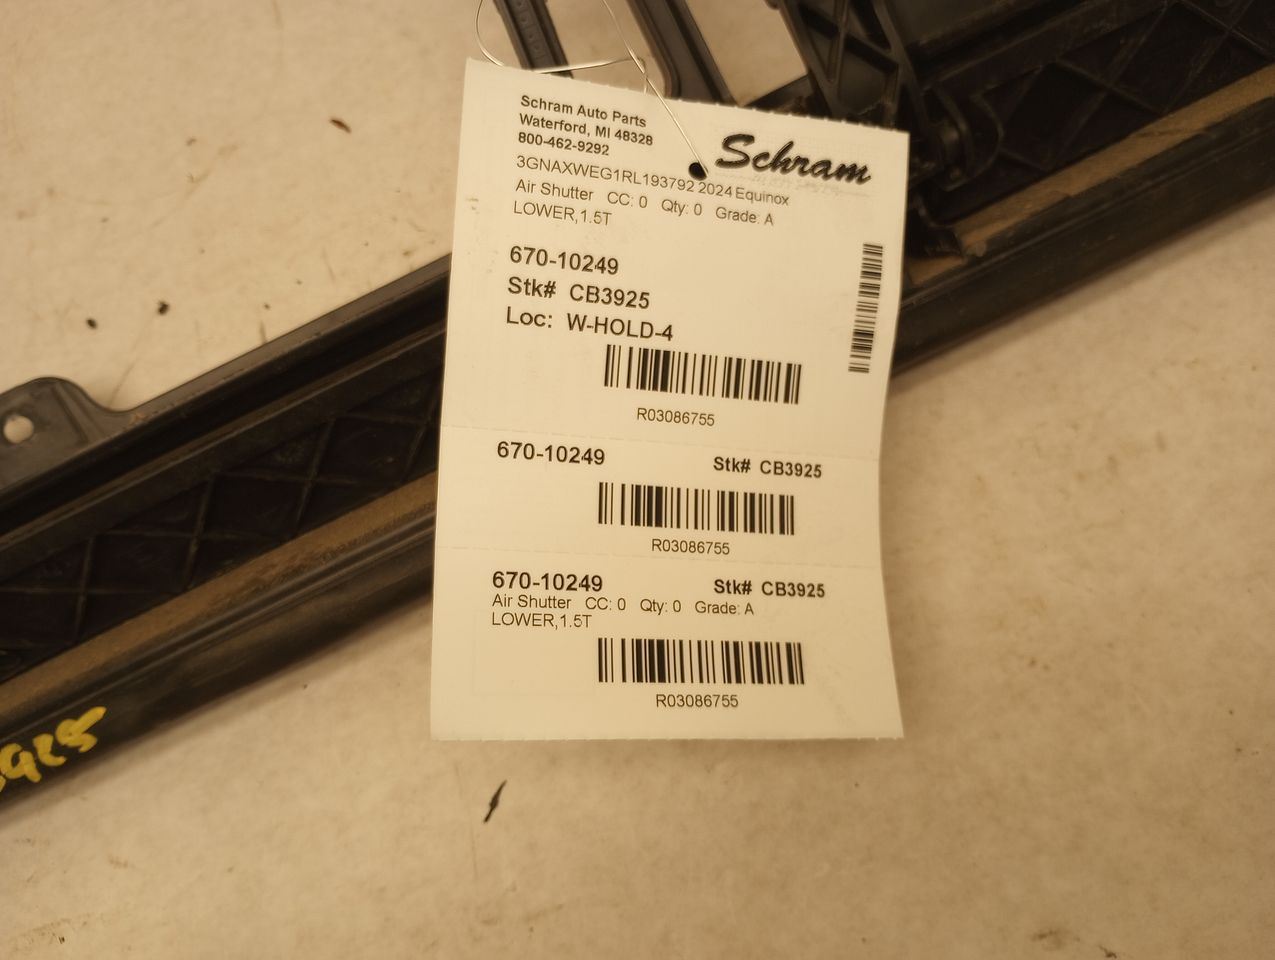 Schram Auto Parts
Waterford, MI 48328
800-462-9292
Schram
3GNAXWEG1RL193792 2024 Equinox
Air Shutter CC: 0 Qty: 0 Grade: A
LOWER,1.5T
670-10249
Stk# CB3925
Loc: W-HOLD-4
R03086755
670-10249 Stk# CB3925
R03086755
670-10249 Stk# CB3925
Air Shutter CC: 0 Qty: 0 Grade: A
LOWER,1.5T
R03086755
925